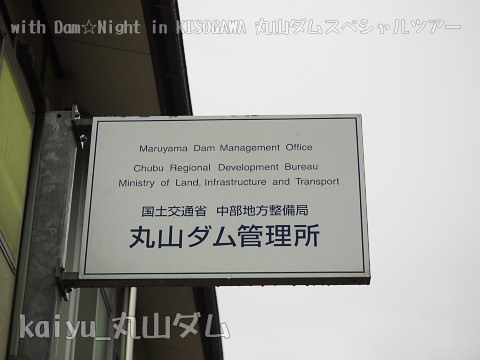 with Dam☆Night in KISOGAWA 丸山ダムスペシャルツアー
Maruyama Dam Management Office
Chubu Regional Development Bureau
Ministry of Land, Infrastructure and Transport
国土交通省 中部地方整備局
丸山ダム管理所
kaiyu_丸山ダム